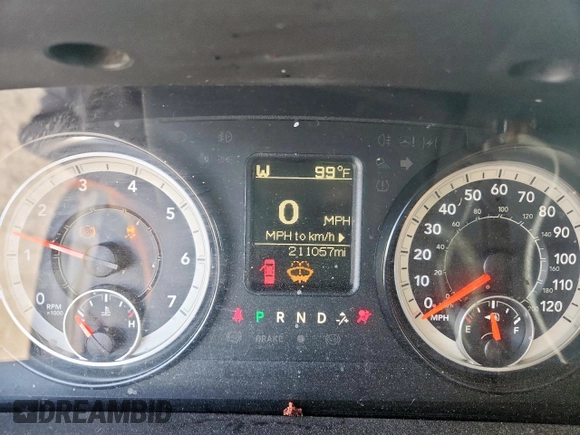 W 99°F
0 MPH
MPH to km/h
211057mi
P R N D
BRAKE
0 1 2 3 4 5 6 7
RPM
×1000
H
0 10 20 30 40 50 60 70 80 90 100 110 120
MPH
E F
DREAMBID